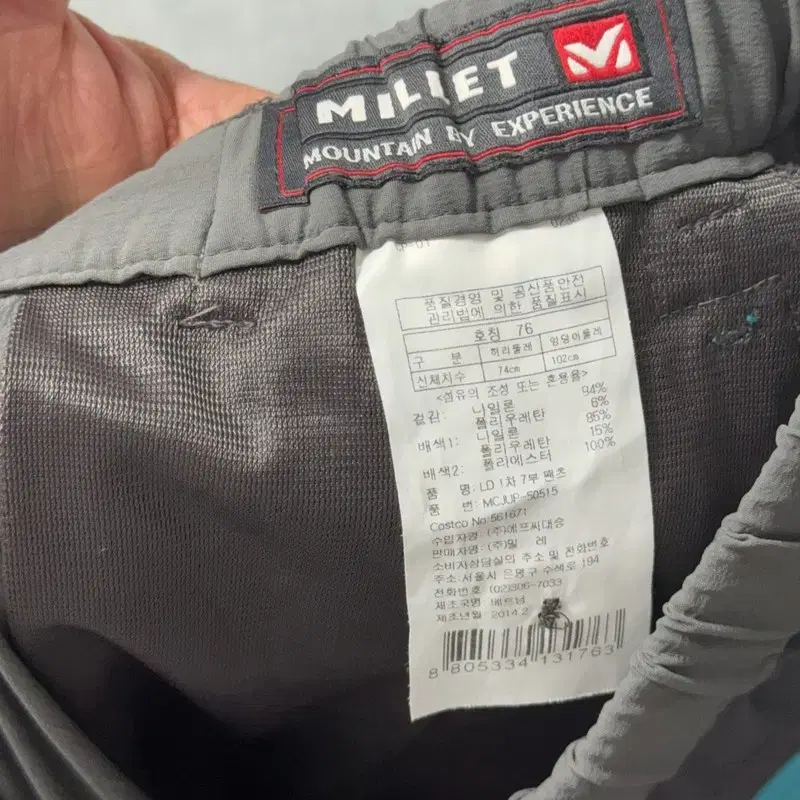 MILLET
MOUNTAIN BY EXPERIENCE
품질경영 및 공산품안전
관리법에 의한 품질표시
호칭 76
구 분 허리둘레 엉덩이둘레
신체치수 74cm 102cm
<섬유의 조성 또는 혼용율>
겉감: 나일론 94%
폴리우레탄 6%
배색1: 나일론 85%
폴리우레탄 15%
배색2: 폴리에스터 100%
품 명: LD 1차 7부 팬츠
품 번: MCJUP-50515
Costco No:561671
수입자명: (주)에프씨대승
판매자명: (주)밀 레
소비자상담실의 주소 및 전화번호
주소:서울시 은평구 수색로 194
전화번호: (02)306-7033
제조국명: 베트남
제조년월: 2014.2
8 805334 131763